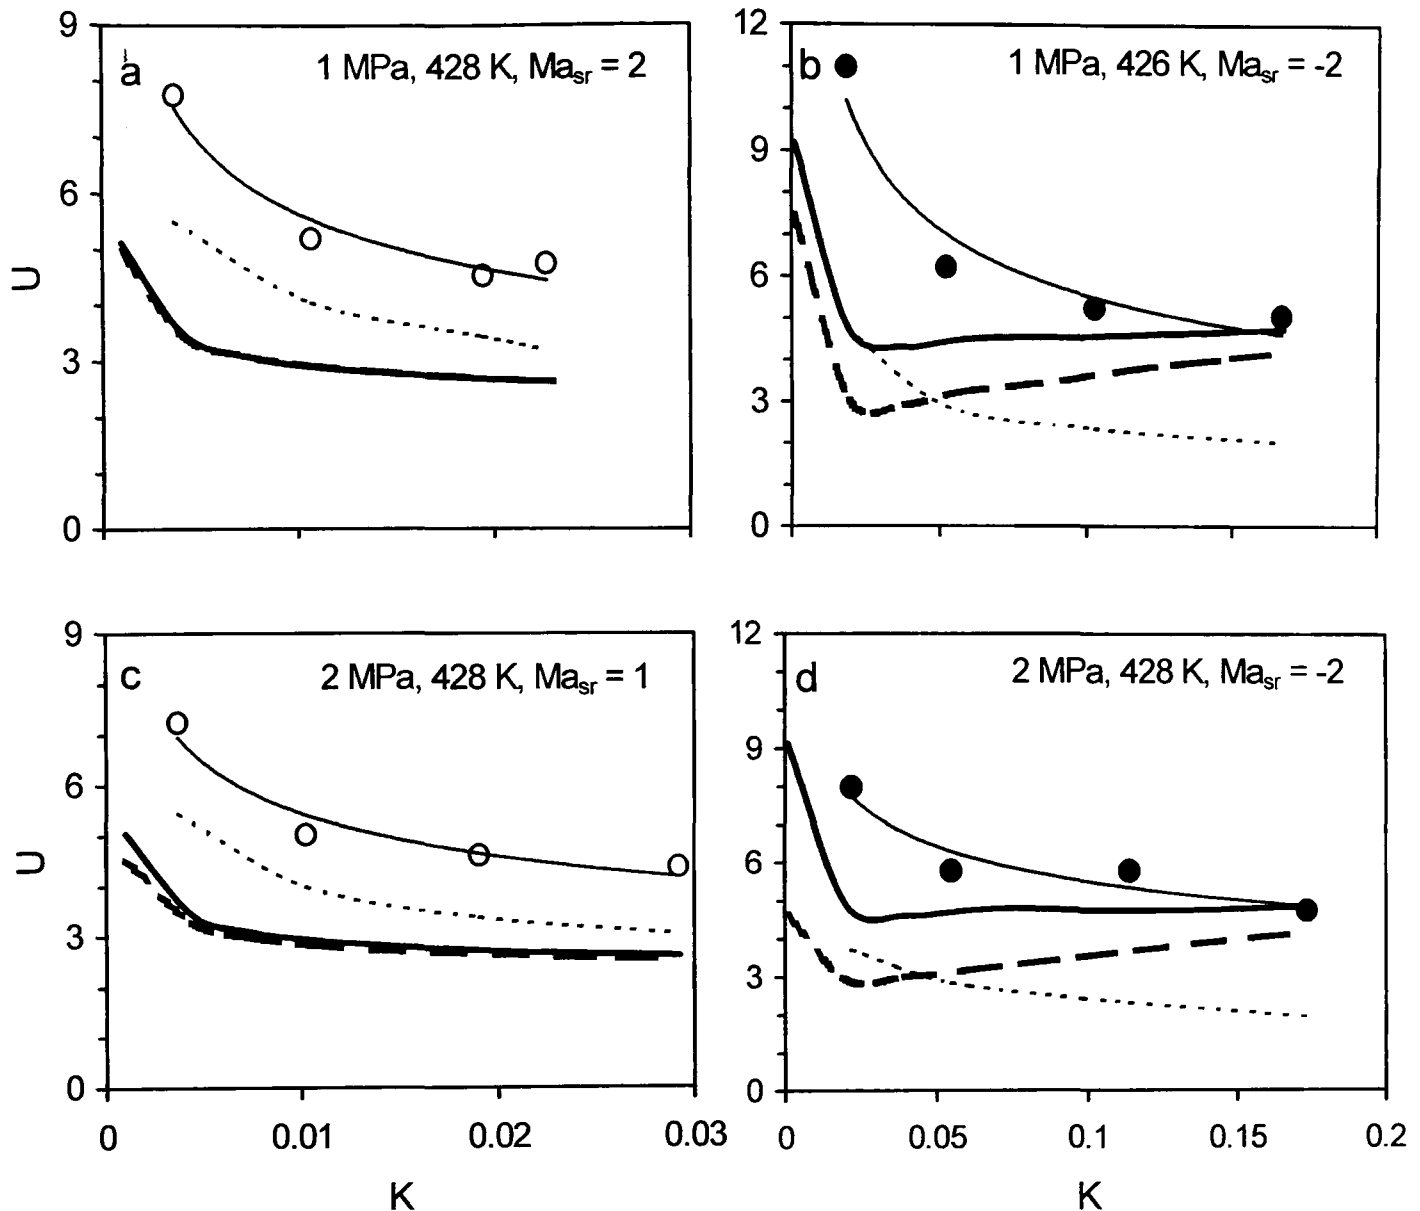 9
a
1 MPa, 428 K, Ma_sr = 2
6
U
3
0
12
b
1 MPa, 426 K, Ma_sr = -2
9
6
3
0
9
c
2 MPa, 428 K, Ma_sr = 1
6
U
3
0
0 0.01 0.02 0.03
K
12
d
2 MPa, 428 K, Ma_sr = -2
9
6
3
0
0 0.05 0.1 0.15 0.2
K